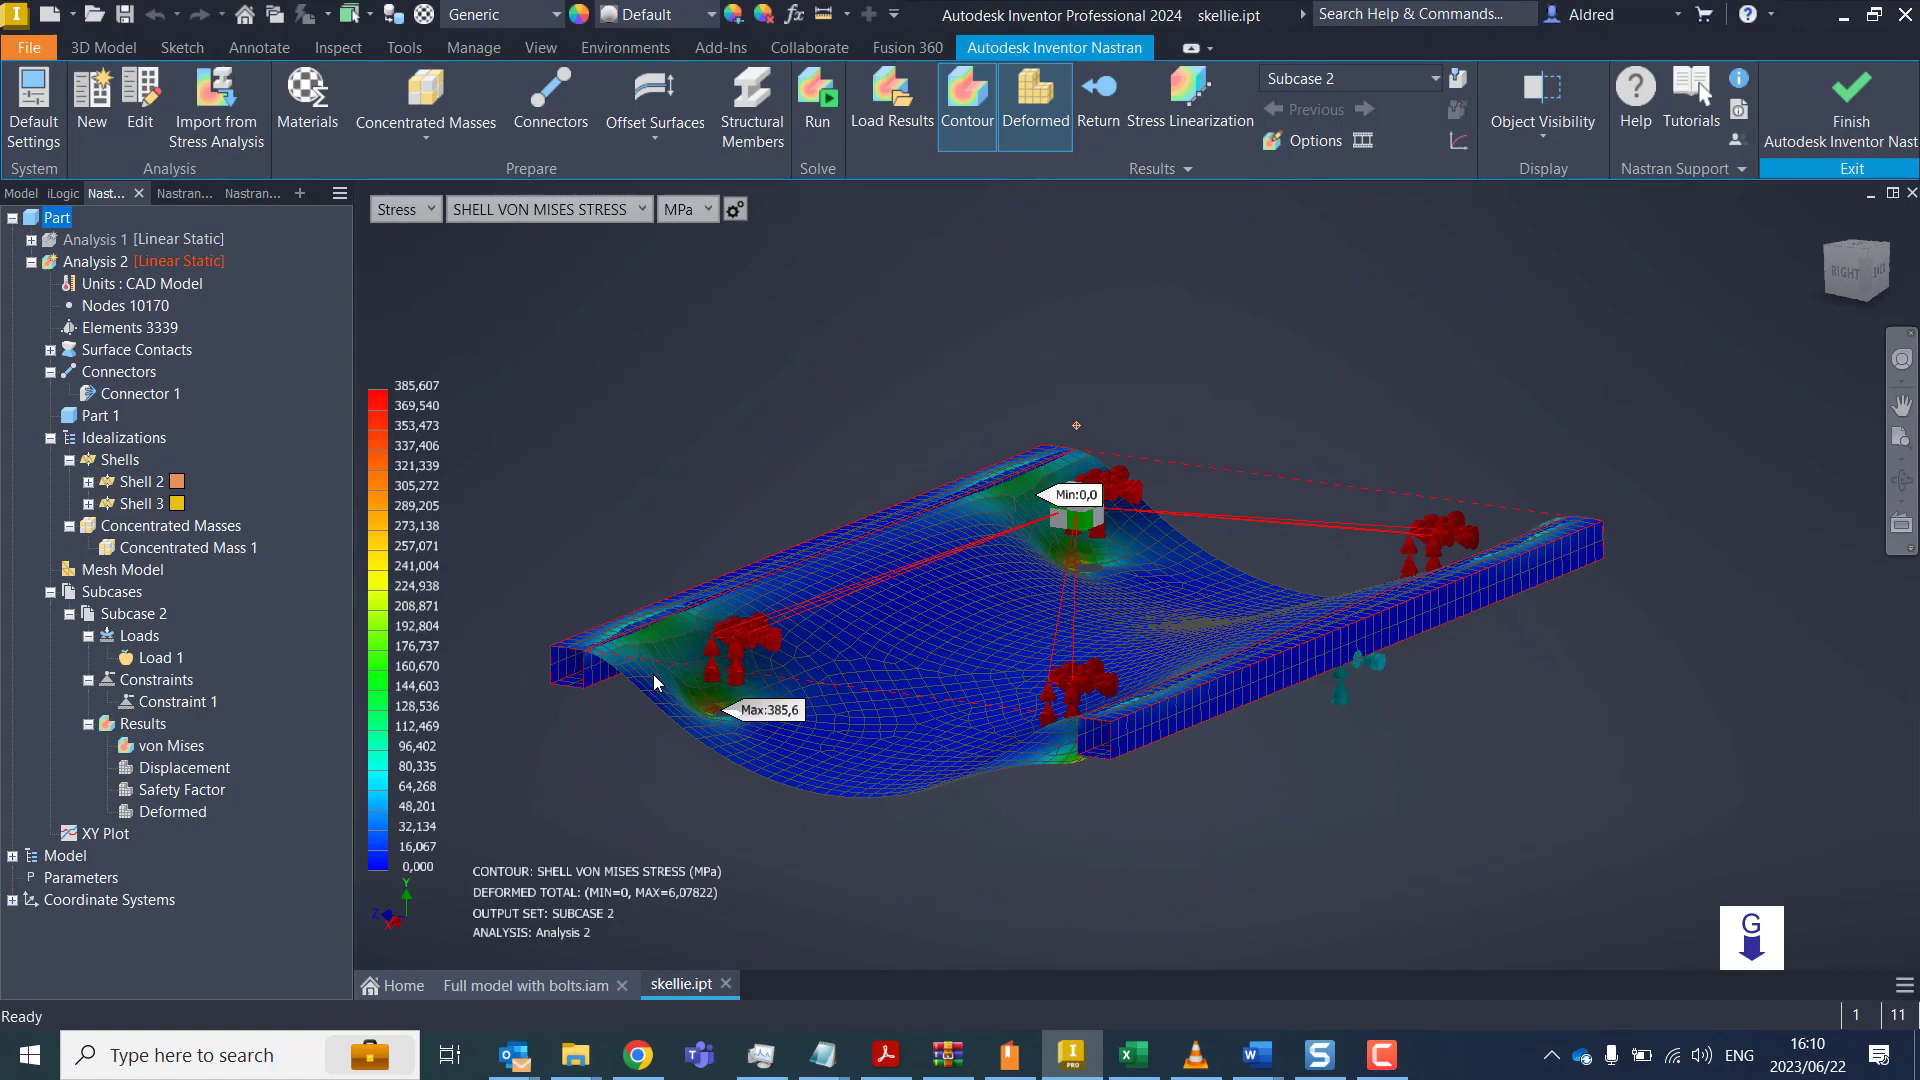 Generic
Default
Autodesk Inventor Professional 2024 skellie.ipt
Search Help & Commands...
Aldred
File
3D Model
Sketch
Annotate
Inspect
Tools
Manage
View
Environments
Add-Ins
Collaborate
Fusion 360
Autodesk Inventor Nastran
Default
Settings
New
Edit
Import from
Stress Analysis
Materials
Concentrated Masses
Connectors
Offset Surfaces
Structural
Members
Run
Load Results
Contour
Deformed
Return
Stress Linearization
Subcase 2
Previous
Options
Object Visibility
Help
Tutorials
Finish
Autodesk Inventor Nast
System
Analysis
Prepare
Solve
Results
Display
Nastran Support
Exit
Model
iLogic
Nast...
Nastran...
Nastran...
Stress
SHELL VON MISES STRESS
MPa
Part
Analysis 1 [Linear Static]
Analysis 2 [Linear Static]
Units : CAD Model
Nodes 10170
Elements 3339
Surface Contacts
Connectors
Connector 1
Part 1
Idealizations
Shells
Shell 2
Shell 3
Concentrated Masses
Concentrated Mass 1
Mesh Model
Subcases
Subcase 2
Loads
Load 1
Constraints
Constraint 1
Results
von Mises
Displacement
Safety Factor
Deformed
XY Plot
Model
Parameters
Coordinate Systems
385,607
369,540
353,473
337,406
321,339
305,272
289,205
273,138
257,071
241,004
224,938
208,871
192,804
176,737
160,670
144,603
128,536
112,469
96,402
80,335
64,268
48,201
32,134
16,067
0,000
Min:0,0
Max:385,6
RIGHT
Y
Z
X
CONTOUR: SHELL VON MISES STRESS (MPa)
DEFORMED TOTAL: (MIN=0, MAX=6,07822)
OUTPUT SET: SUBCASE 2
ANALYSIS: Analysis 2
G
Home
Full model with bolts.iam
skellie.ipt
Ready
1
11
Type here to search
ENG
16:10
2023/06/22